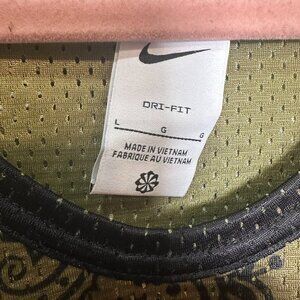 DRI-FIT
L G G
MADE IN VIETNAM
FABRIQUE AU VIETNAM